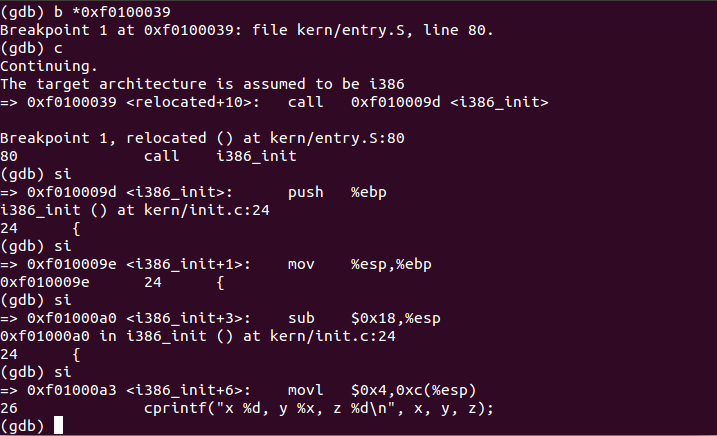 (gdb) b *0xf0100039
Breakpoint 1 at 0xf0100039: file kern/entry.S, line 80.
(gdb) c
Continuing.
The target architecture is assumed to be i386
=> 0xf0100039 <relocated+10>:   call   0xf010009d <i386_init>
Breakpoint 1, relocated () at kern/entry.S:80
80              call    i386_init
(gdb) si
=> 0xf010009d <i386_init>:      push   %ebp
i386_init () at kern/init.c:24
24      {
(gdb) si
=> 0xf010009e <i386_init+1>:    mov    %esp,%ebp
0xf010009e      24      {
(gdb) si
=> 0xf01000a0 <i386_init+3>:    sub    $0x18,%esp
0xf01000a0 in i386_init () at kern/init.c:24
24      {
(gdb) si
=> 0xf01000a3 <i386_init+6>:    movl   $0x4,0xc(%esp)
26              cprintf("x %d, y %x, z %d\n", x, y, z);
(gdb)